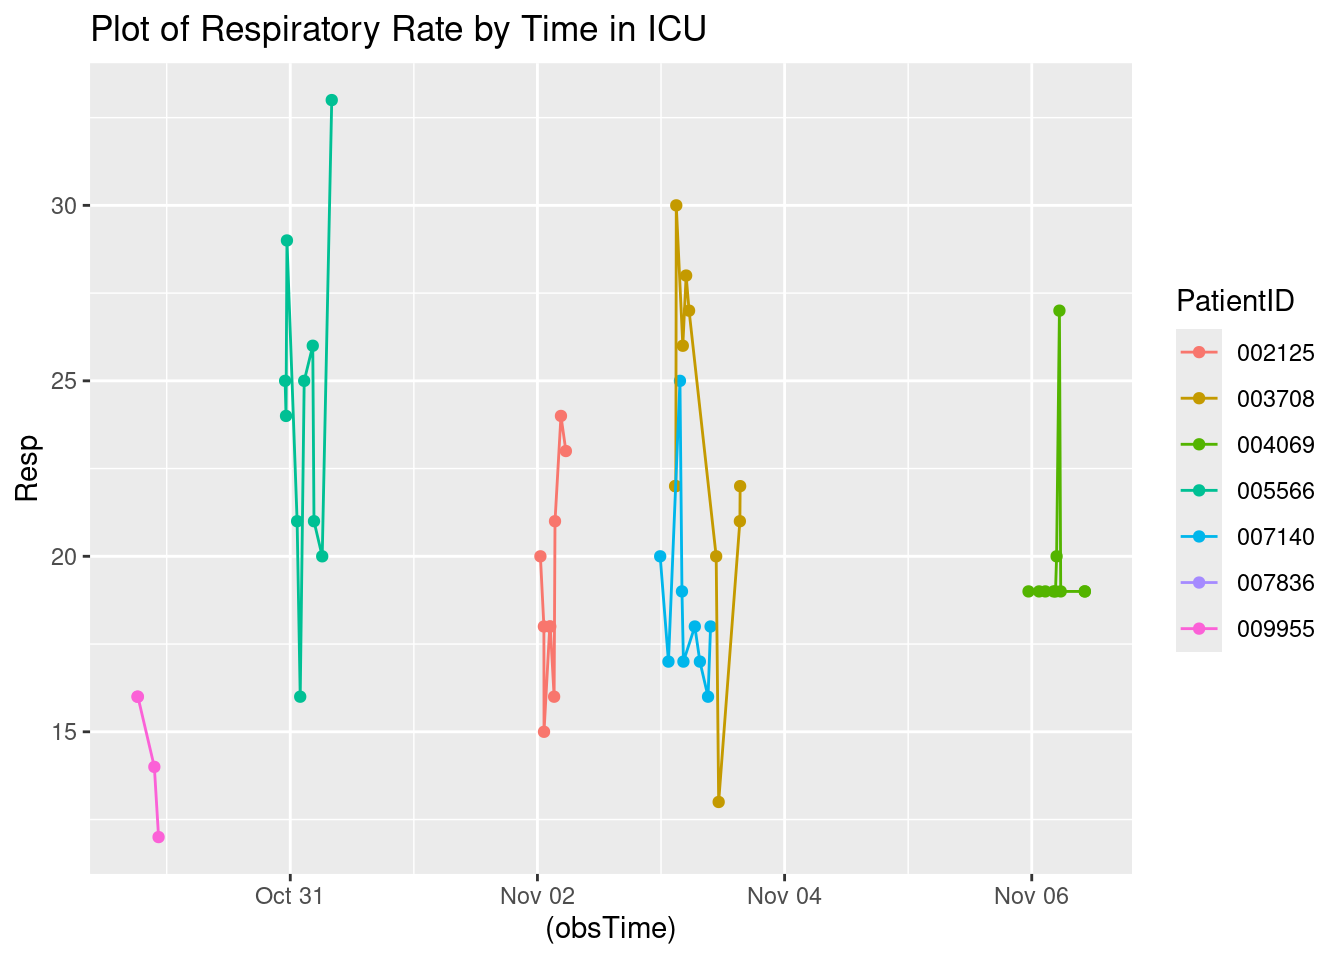 Plot of Respiratory Rate by Time in ICU
30
25
20
15
Resp
Oct 31
Nov 02
Nov 04
Nov 06
(obsTime)
PatientID
002125
003708
004069
005566
007140
007836
009955